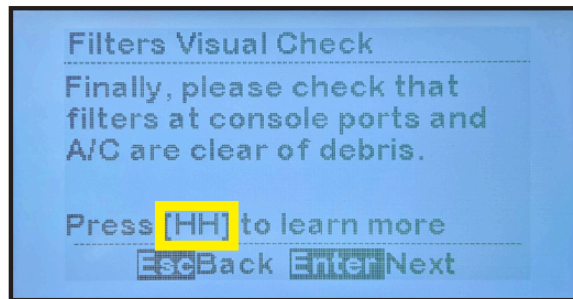 Filters Visual Check
Finally, please check that
filters at console ports and
A/C are clear of debris.
Press [HH] to learn more
Esc Back Enter Next